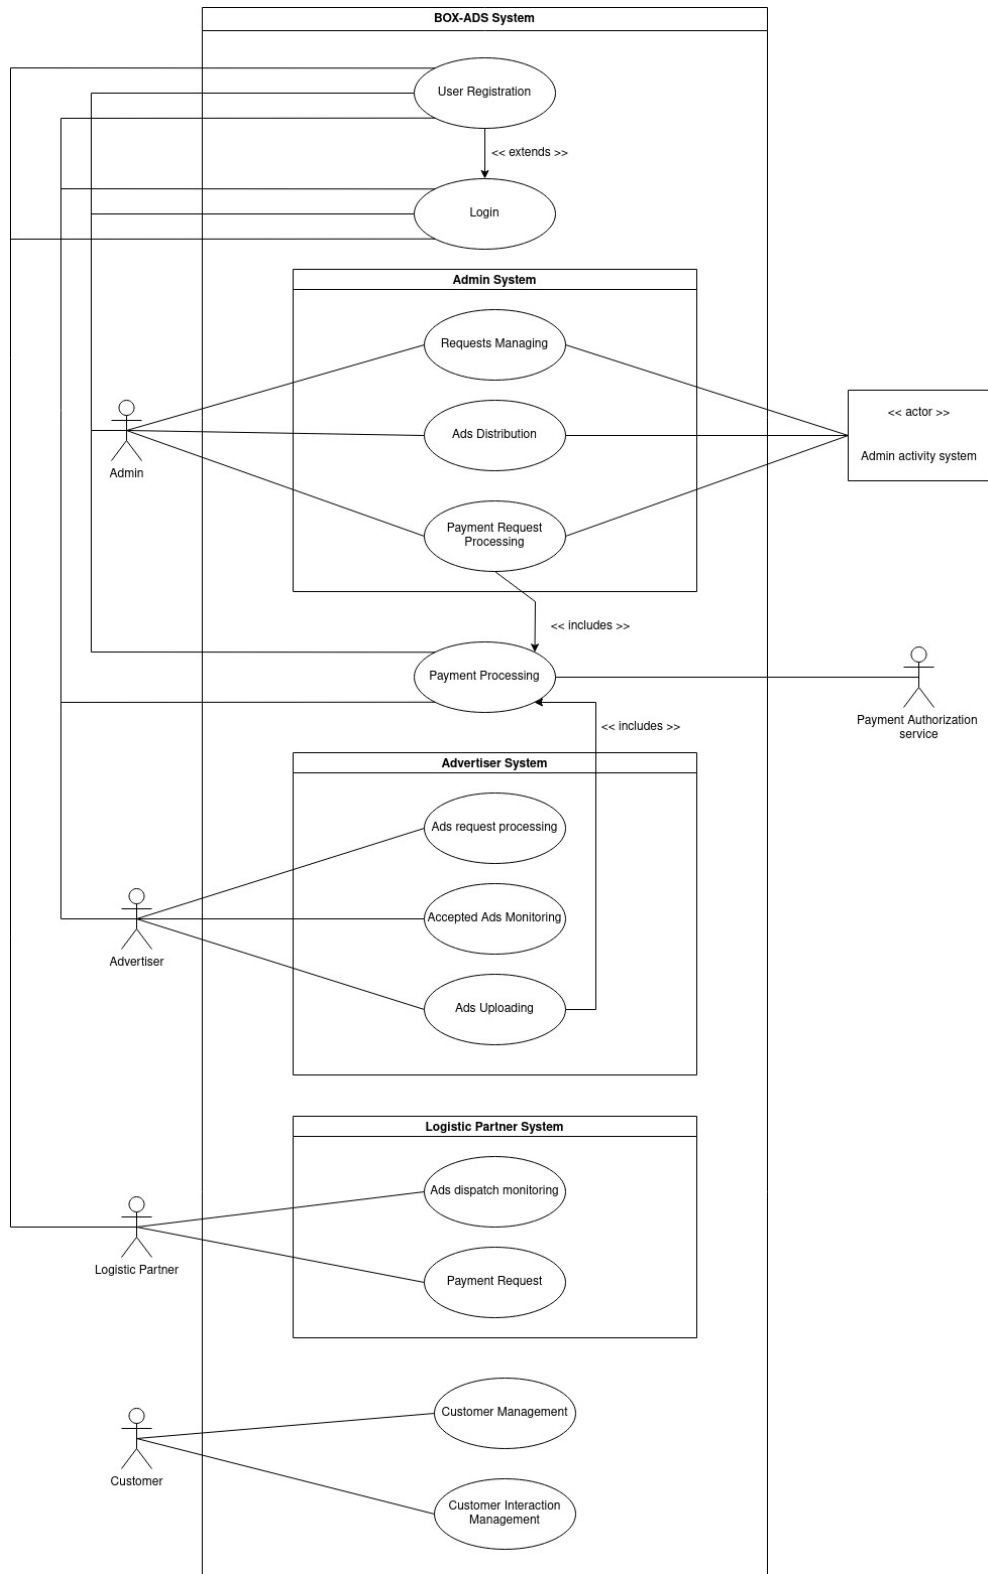 BOX-ADS System
User Registration
<< extends >>
Login
Admin System
Requests Managing
<< actor >>
Ads Distribution
Admin activity system
Admin
Payment Request
Processing
<< includes >>
Payment Processing
Payment Authorization
service
<< includes >>
Advertiser System
Ads request processing
Accepted Ads Monitoring
Advertiser
Ads Uploading
Logistic Partner System
Ads dispatch monitoring
Logistic Partner
Payment Request
Customer Management
Customer
Customer Interaction
Management